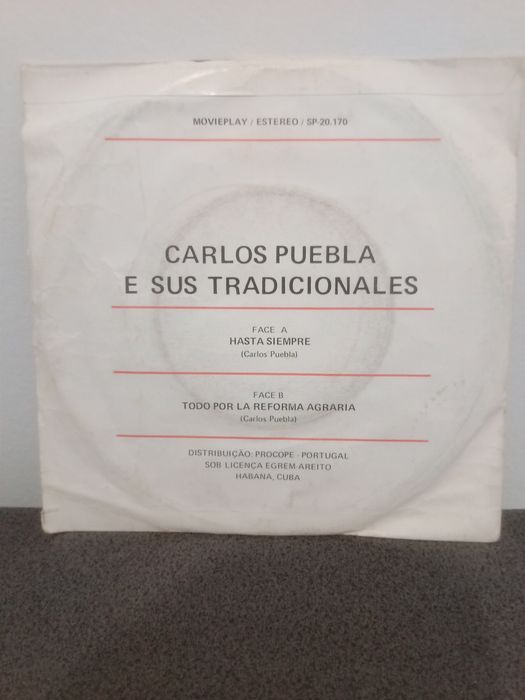 MOVIEPLAY / ESTEREO / SP-20.170
CARLOS PUEBLA
E SUS TRADICIONALES
FACE A
HASTA SIEMPRE
(Carlos Puebla)
FACE B
TODO POR LA REFORMA AGRARIA
(Carlos Puebla)
DISTRIBUIÇÃO: PROCOPE - PORTUGAL
SOB LICENÇA EGREM AREITO
HABANA, CUBA